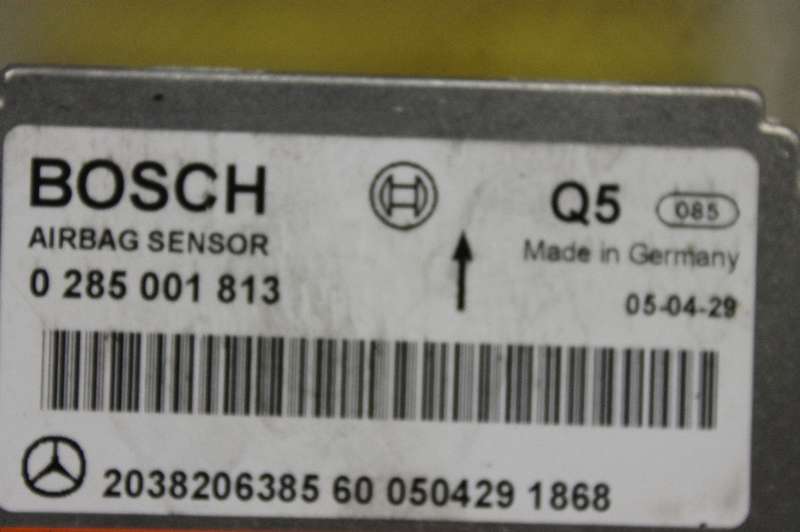 BOSCH
Q5 085
AIRBAG SENSOR
Made in Germany
0 285 001 813
05-04-29
2038206385 60 050429 1868